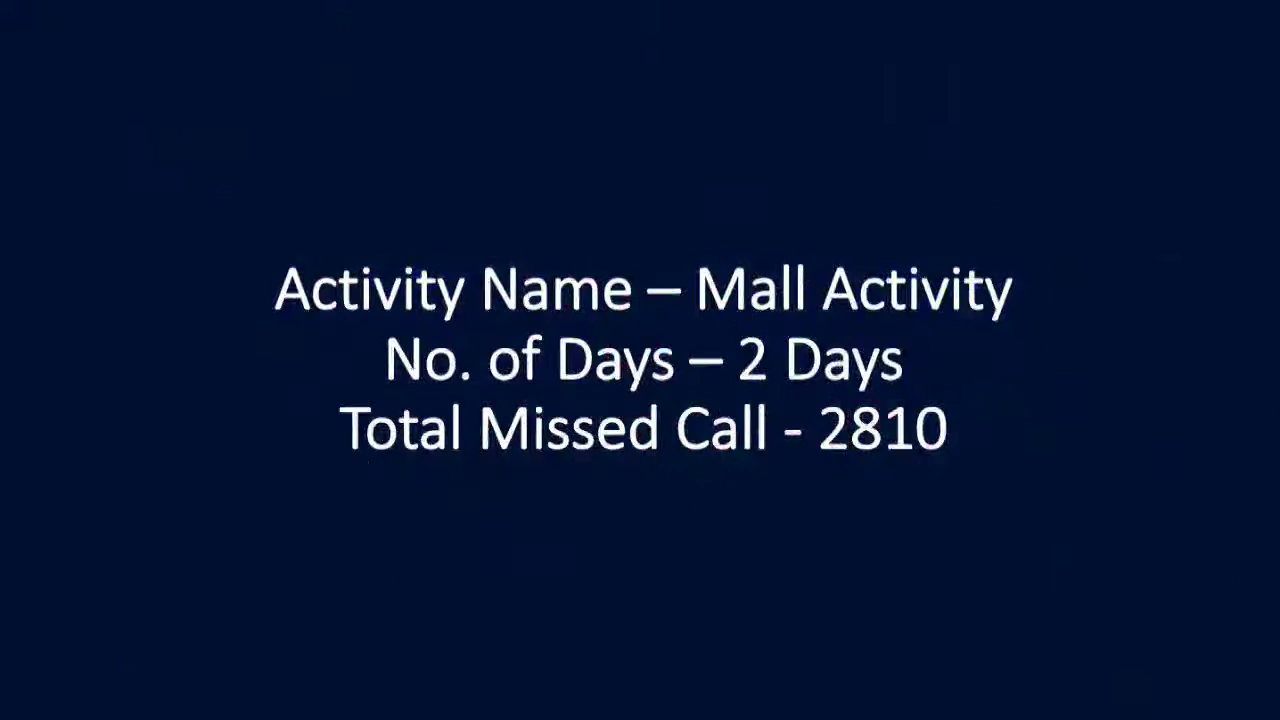 Activity Name – Mall Activity
No. of Days – 2 Days
Total Missed Call - 2810